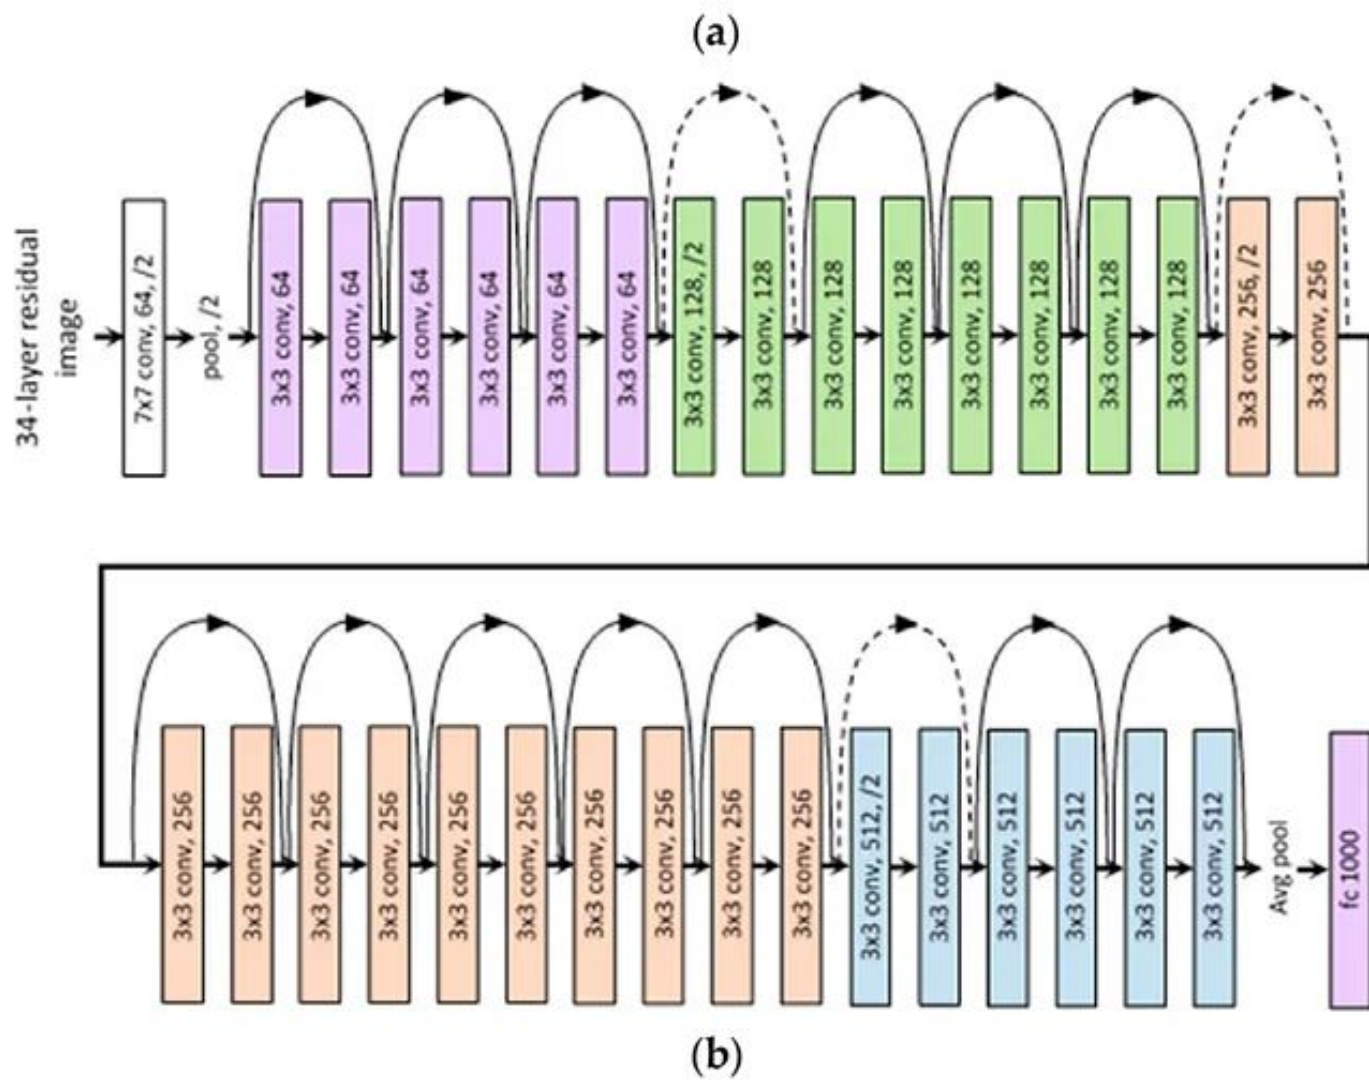 (a)
34-layer residual
image
7x7 conv, 64, /2
pool, /2
3x3 conv, 64
3x3 conv, 64
3x3 conv, 64
3x3 conv, 64
3x3 conv, 64
3x3 conv, 64
3x3 conv, 128, /2
3x3 conv, 128
3x3 conv, 128
3x3 conv, 128
3x3 conv, 128
3x3 conv, 128
3x3 conv, 128
3x3 conv, 128
3x3 conv, 256, /2
3x3 conv, 256
3x3 conv, 256
3x3 conv, 256
3x3 conv, 256
3x3 conv, 256
3x3 conv, 256
3x3 conv, 256
3x3 conv, 256
3x3 conv, 256
3x3 conv, 256
3x3 conv, 256
3x3 conv, 512, /2
3x3 conv, 512
3x3 conv, 512
3x3 conv, 512
3x3 conv, 512
3x3 conv, 512
Avg pool
fc 1000
(b)